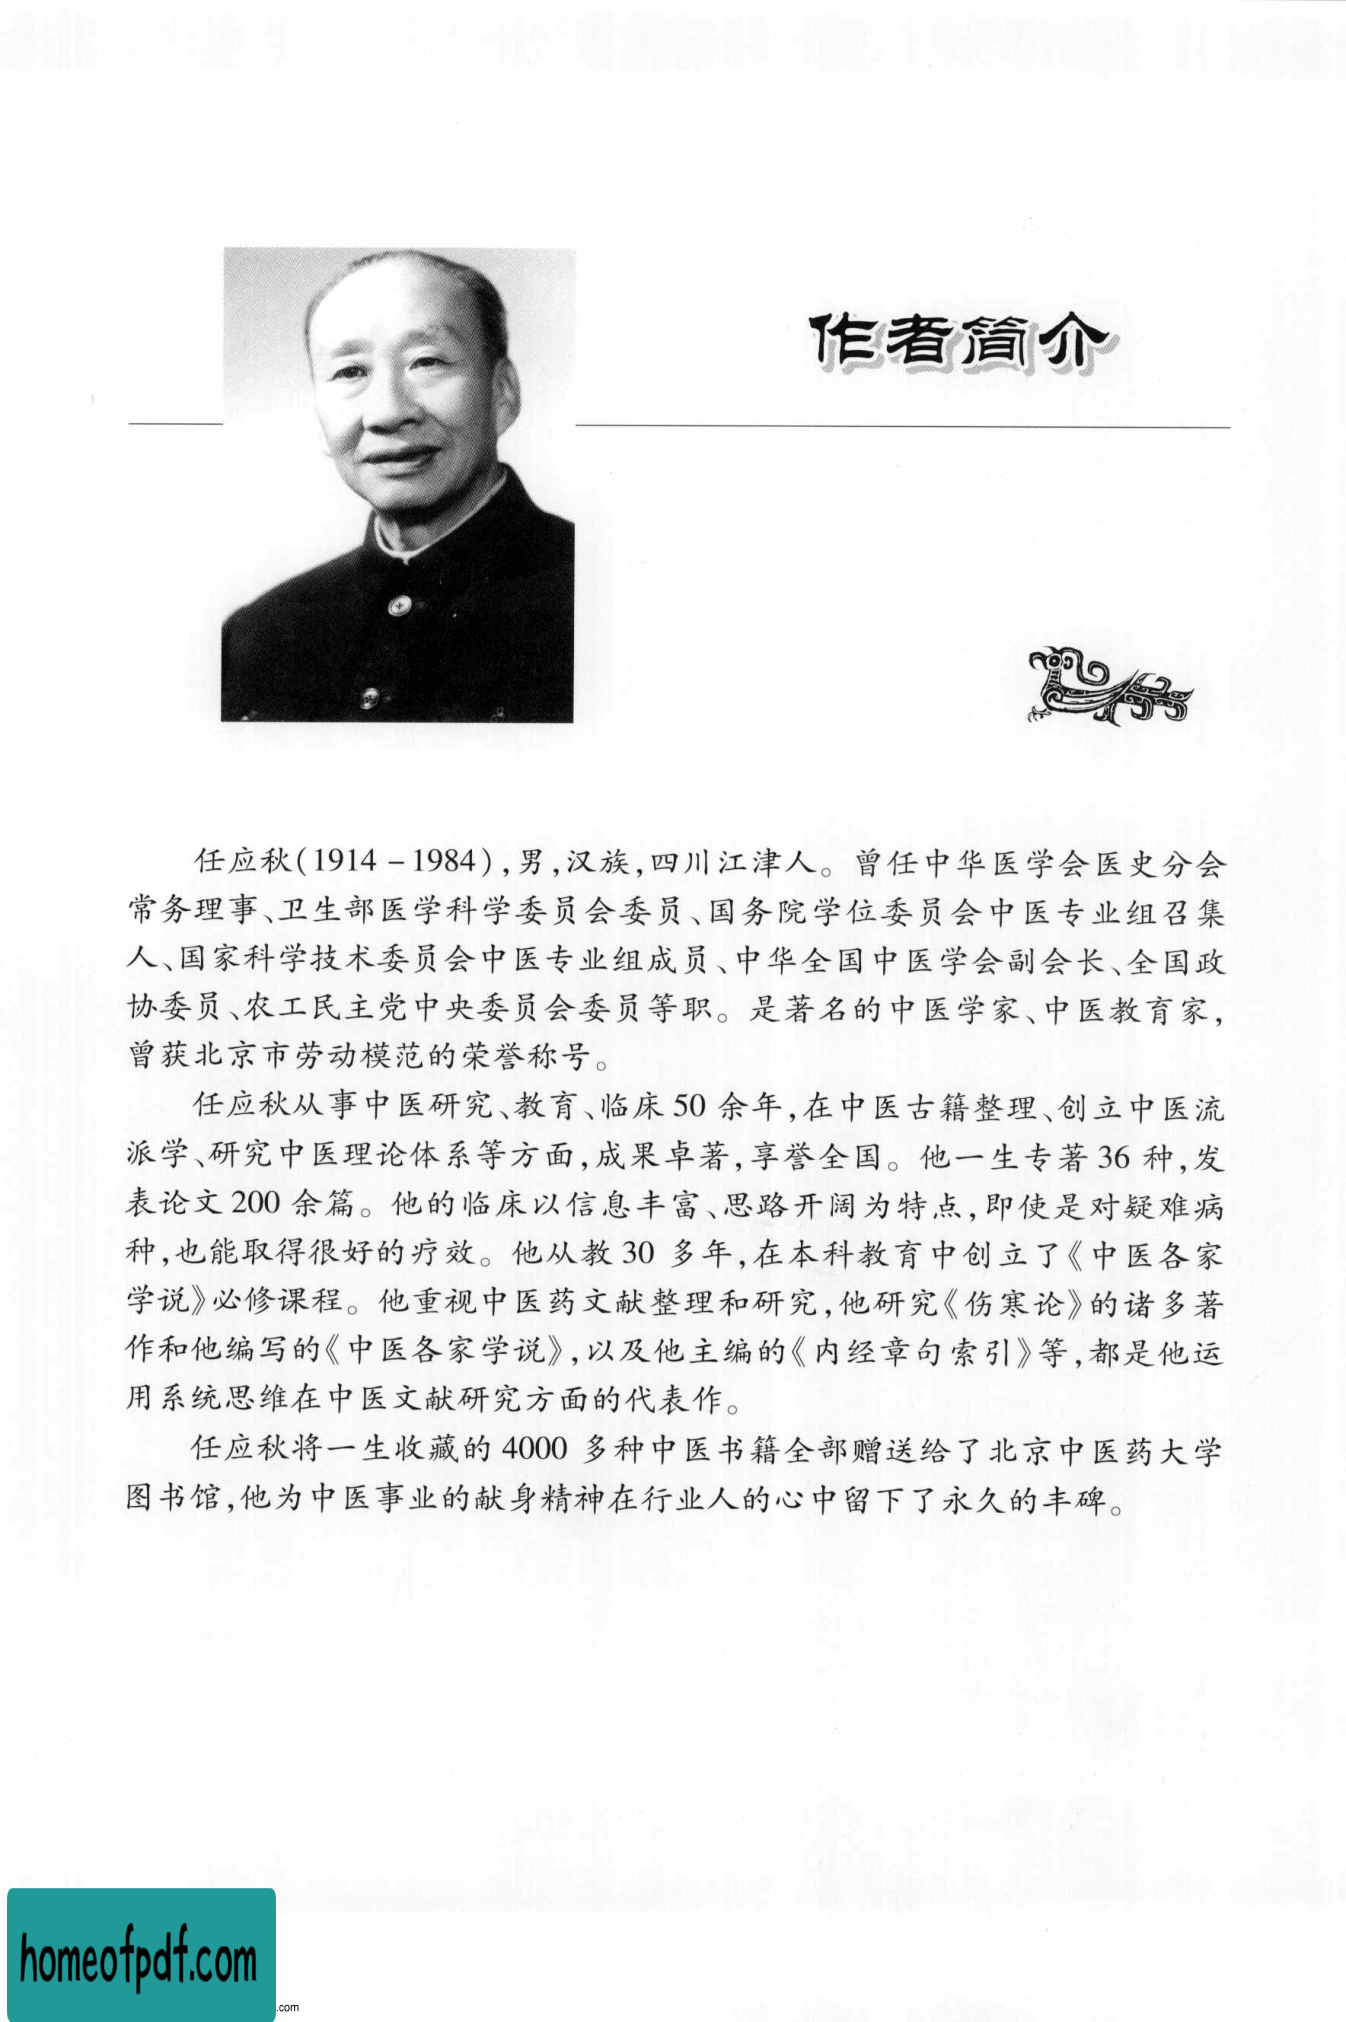 作者简介
任应秋(1914－1984),男,汉族,四川江津人。曾任中华医学会医史分会
常务理事、卫生部医学科学委员会委员、国务院学位委员会中医专业组召集
人、国家科学技术委员会中医专业组成员、中华全国中医学会副会长、全国政
协委员、农工民主党中央委员会委员等职。是著名的中医学家、中医教育家,
曾获北京市劳动模范的荣誉称号。
任应秋从事中医研究、教育、临床 50 余年,在中医古籍整理、创立中医流
派学、研究中医理论体系等方面,成果卓著,享誉全国。他一生专著 36 种,发
表论文 200 余篇。他的临床以信息丰富、思路开阔为特点,即使是对疑难病
种,也能取得很好的疗效。他从教 30 多年,在本科教育中创立了《中医各家
学说》必修课程。他重视中医药文献整理和研究,他研究《伤寒论》的诸多著
作和他编写的《中医各家学说》,以及他主编的《内经章句索引》等,都是他运
用系统思维在中医文献研究方面的代表作。
任应秋将一生收藏的 4000 多种中医书籍全部赠送给了北京中医药大学
图书馆,他为中医事业的献身精神在行业人的心中留下了永久的丰碑。
homeofpdf.com
.com